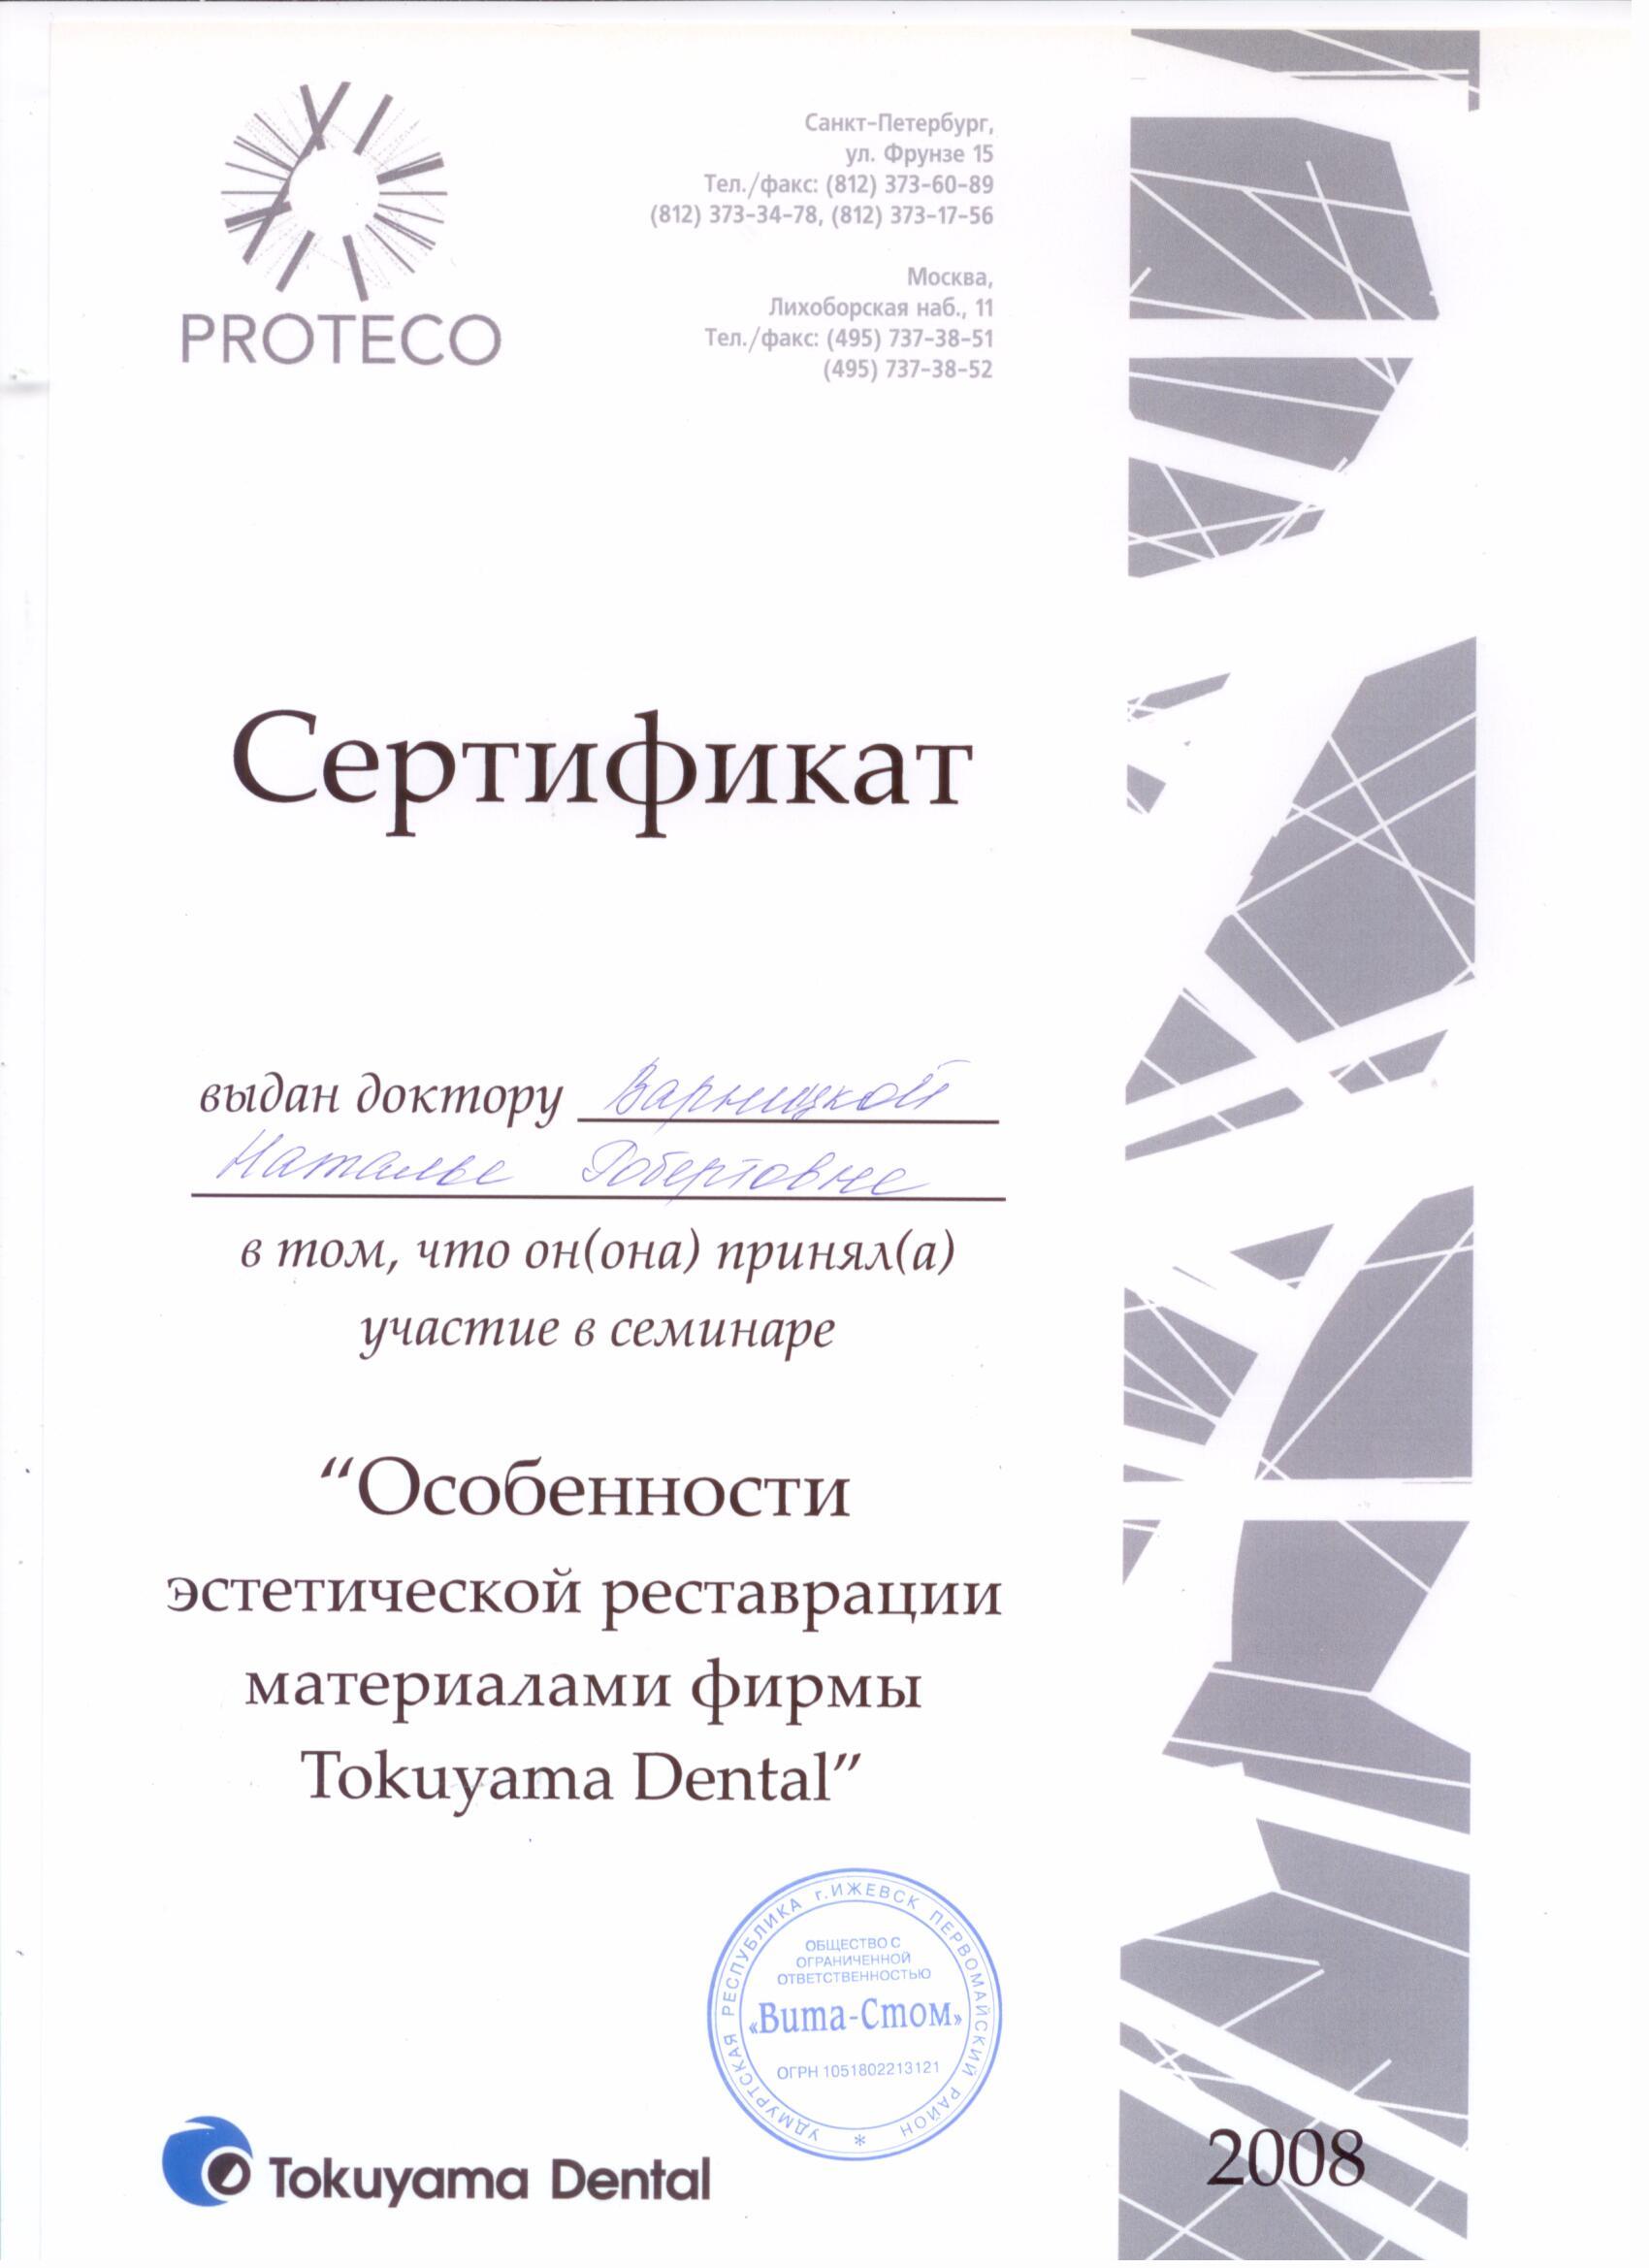 PROTECO
Санкт-Петербург,
ул. Фрунзе 15
Тел./факс: (812) 373-60-89
(812) 373-34-78, (812) 373-17-56
Москва,
Лихоборская наб., 11
Тел./факс: (495) 737-38-51
(495) 737-38-52
Сертификат
выдан доктору Варницкой
Наталье Робертовне
в том, что он(она) принял(а)
участие в семинаре
“Особенности
эстетической реставрации
материалами фирмы
Tokuyama Dental”
УДМУРТСКАЯ РЕСПУБЛИКА г.ИЖЕВСК ПЕРВОМАЙСКИЙ РАЙОН *
ОБЩЕСТВО С
ОГРАНИЧЕННОЙ
ОТВЕТСТВЕННОСТЬЮ
«Вита-Стом»
ОГРН 1051802213121
Tokuyama Dental
2008